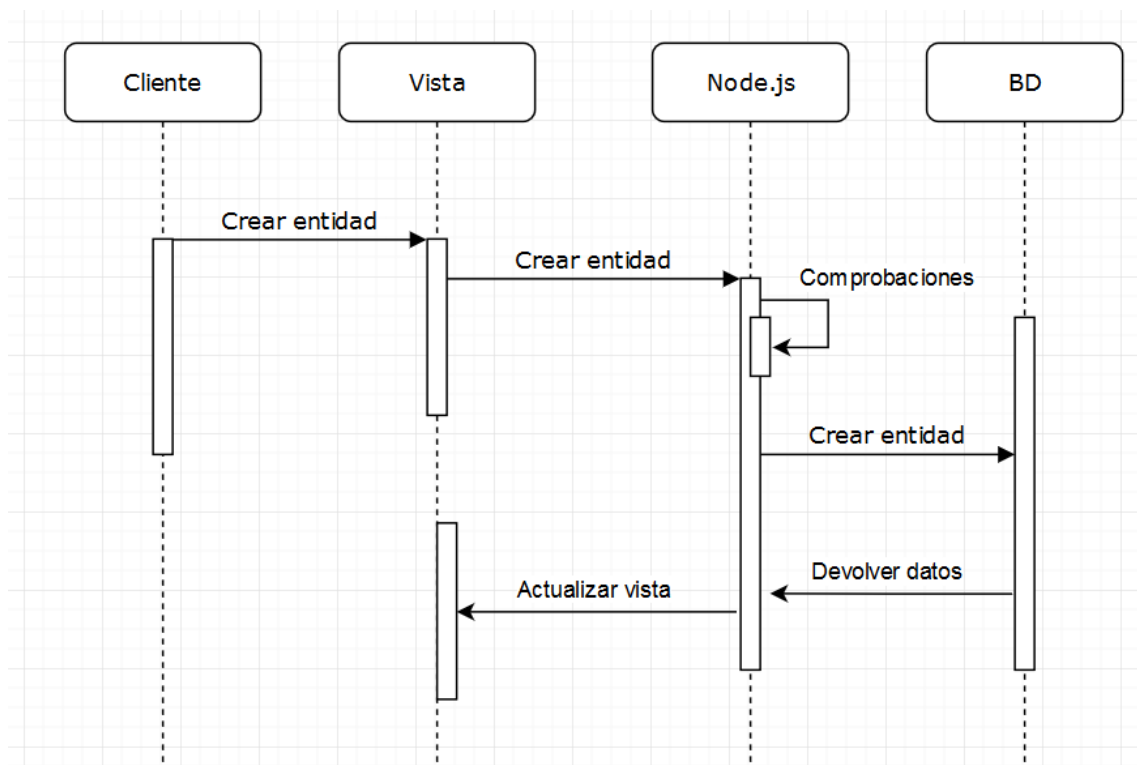 Cliente
Vista
Node.js
BD
Crear entidad
Crear entidad
Comprobaciones
Crear entidad
Devolver datos
Actualizar vista